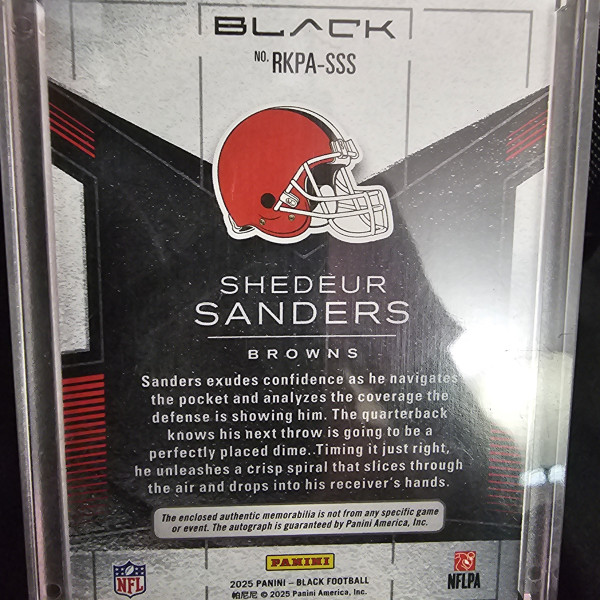 BLACK
NO. RKPA-SSS
SHEDEUR
SANDERS
BROWNS
Sanders exudes confidence as he navigates
the pocket and analyzes the coverage the
defense is showing him. The quarterback
knows his next throw is going to be a
perfectly placed dime. Timing it just right,
he unleashes a crisp spiral that slices through
the air and drops into his receiver's hands.
The enclosed authentic memorabilia is not from any specific game
or event. The autograph is guaranteed by Panini America, Inc.
NFL
PANINI
NFLPA
2025 PANINI – BLACK FOOTBALL
帕尼尼 © 2025 Panini America, Inc.